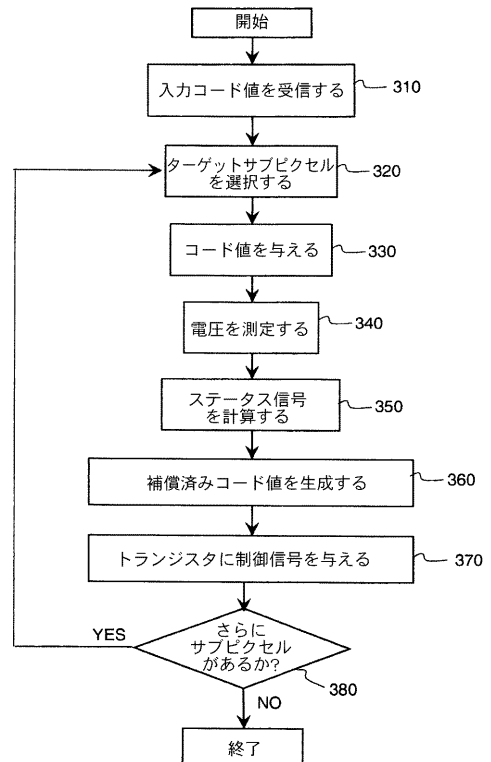 開始
入力コード値を受信する
310
ターゲットサブピクセル
を選択する
320
コード値を与える
330
電圧を測定する
340
ステータス信号
を計算する
350
補償済みコード値を生成する
360
トランジスタに制御信号を与える
370
さらに
サブピクセル
があるか?
380
YES
NO
終了